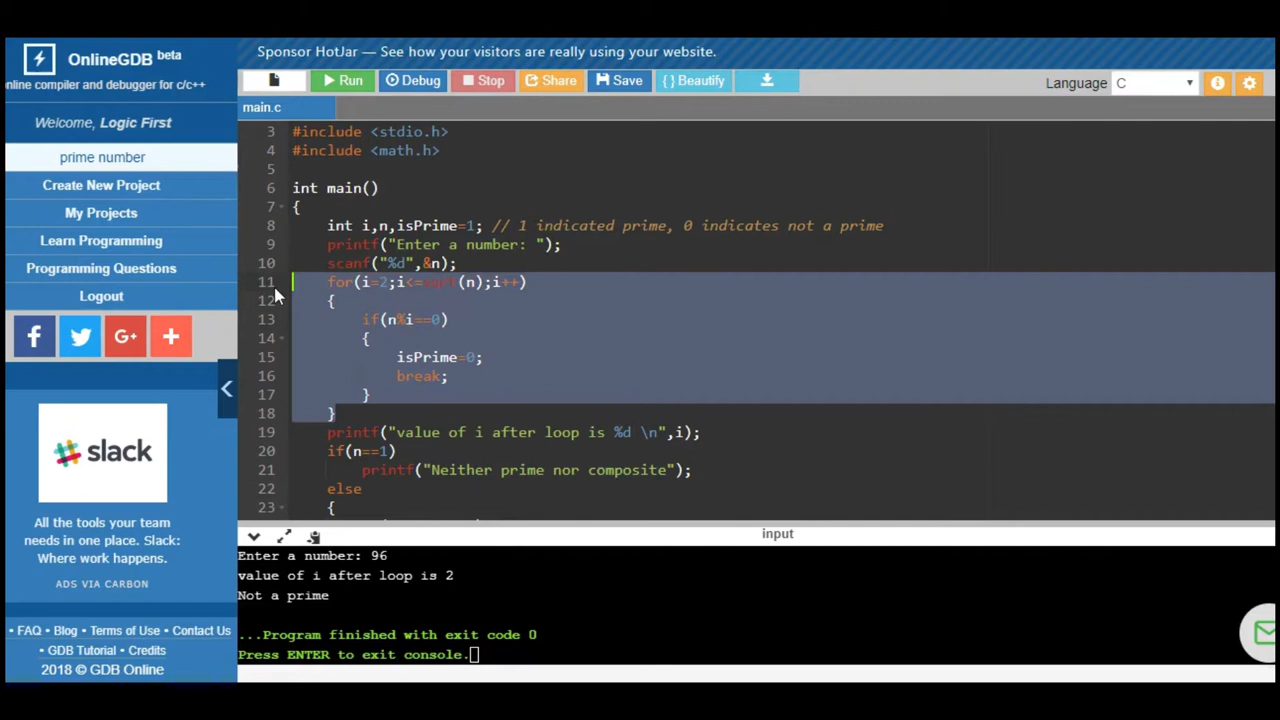 OnlineGDB beta
online compiler and debugger for c/c++
Welcome, Logic First
prime number
Create New Project
My Projects
Learn Programming
Programming Questions
Logout
slack
All the tools your team
needs in one place. Slack:
Where work happens.
ADS VIA CARBON
• FAQ • Blog • Terms of Use • Contact Us
• GDB Tutorial • Credits
2018 © GDB Online
Sponsor HotJar — See how your visitors are really using your website.
Run Debug Stop Share Save { } Beautify
Language C
main.c
3 #include <stdio.h>
4 #include <math.h>
5
6 int main()
7 {
8 int i,n,isPrime=1; // 1 indicated prime, 0 indicates not a prime
9 printf("Enter a number: ");
10 scanf("%d",&n);
11 for(i=2;i<=sqrt(n);i++)
12 {
13 if(n%i==0)
14 {
15 isPrime=0;
16 break;
17 }
18 }
19 printf("value of i after loop is %d \n",i);
20 if(n==1)
21 printf("Neither prime nor composite");
22 else
23 {
input
Enter a number: 96
value of i after loop is 2
Not a prime
...Program finished with exit code 0
Press ENTER to exit console.